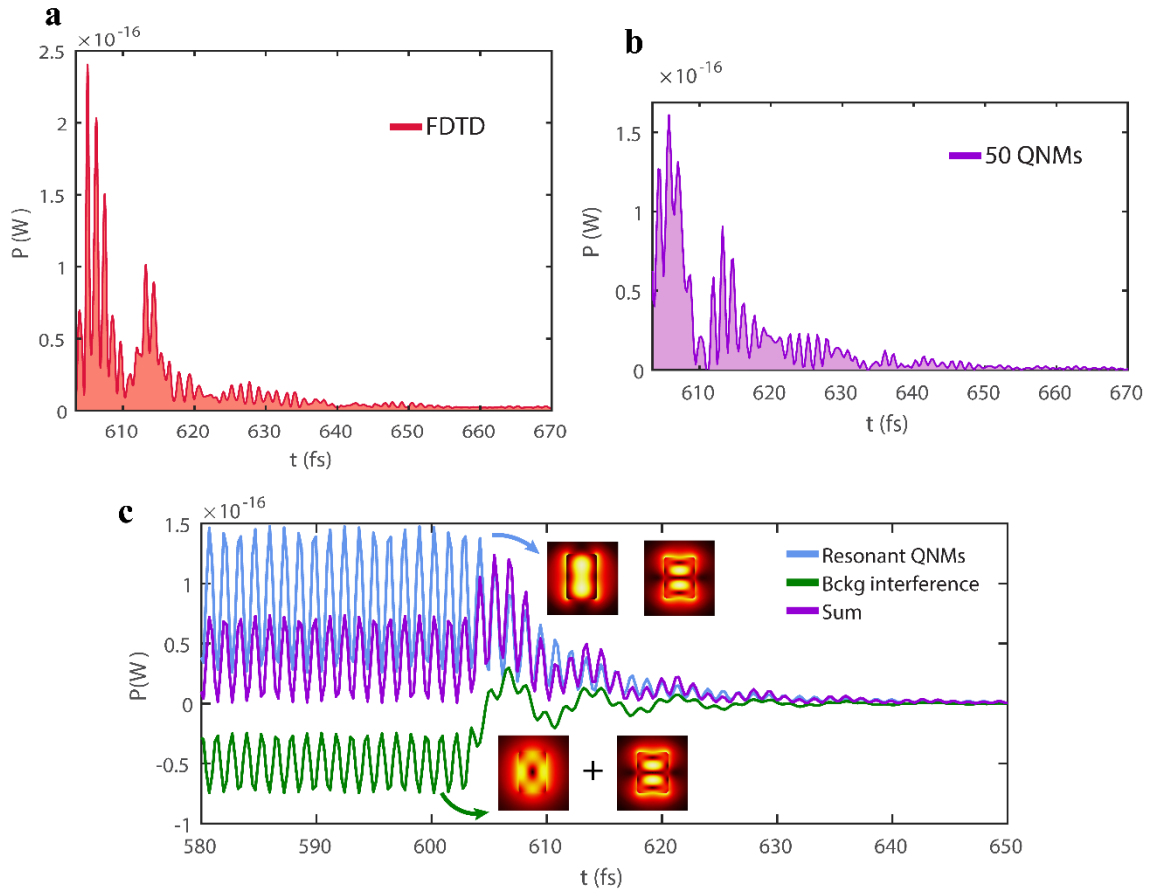 a
×10⁻¹⁶
2.5
2
1.5
1
0.5
0
P (W)
FDTD
610 620 630 640 650 660 670
t (fs)
b
×10⁻¹⁶
1.5
1
0.5
0
P (W)
50 QNMs
610 620 630 640 650 660 670
t (fs)
c
×10⁻¹⁶
1.5
1
0.5
0
-0.5
-1
P(W)
Resonant QNMs
Bckg interference
Sum
+
580 590 600 610 620 630 640 650
t (fs)